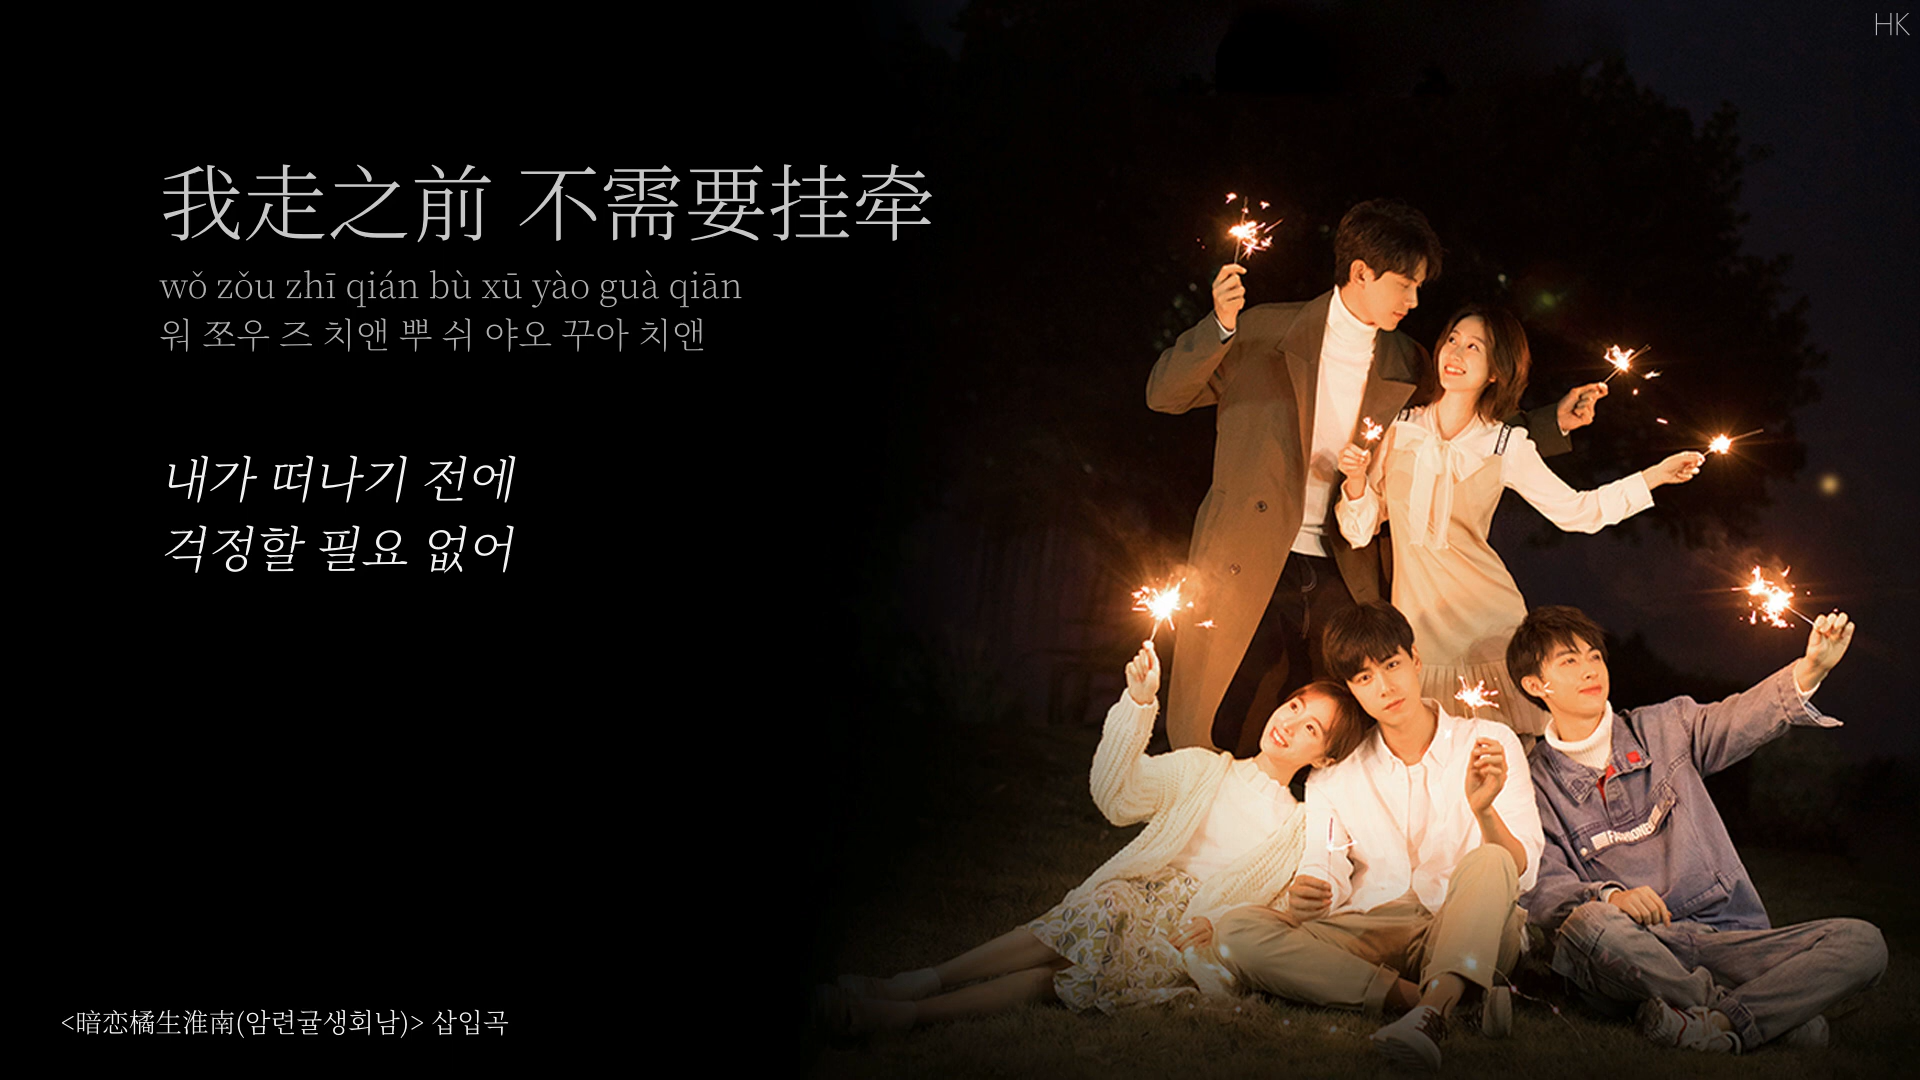 HK
我走之前 不需要挂牵
wǒ zǒu zhī qián bù xū yào guà qiān
워 쪼우 즈 치앤 뿌 쉬 야오 꾸아 치앤
내가 떠나기 전에
걱정할 필요 없어
<暗恋橘生淮南(암련귤생회남)> 삽입곡